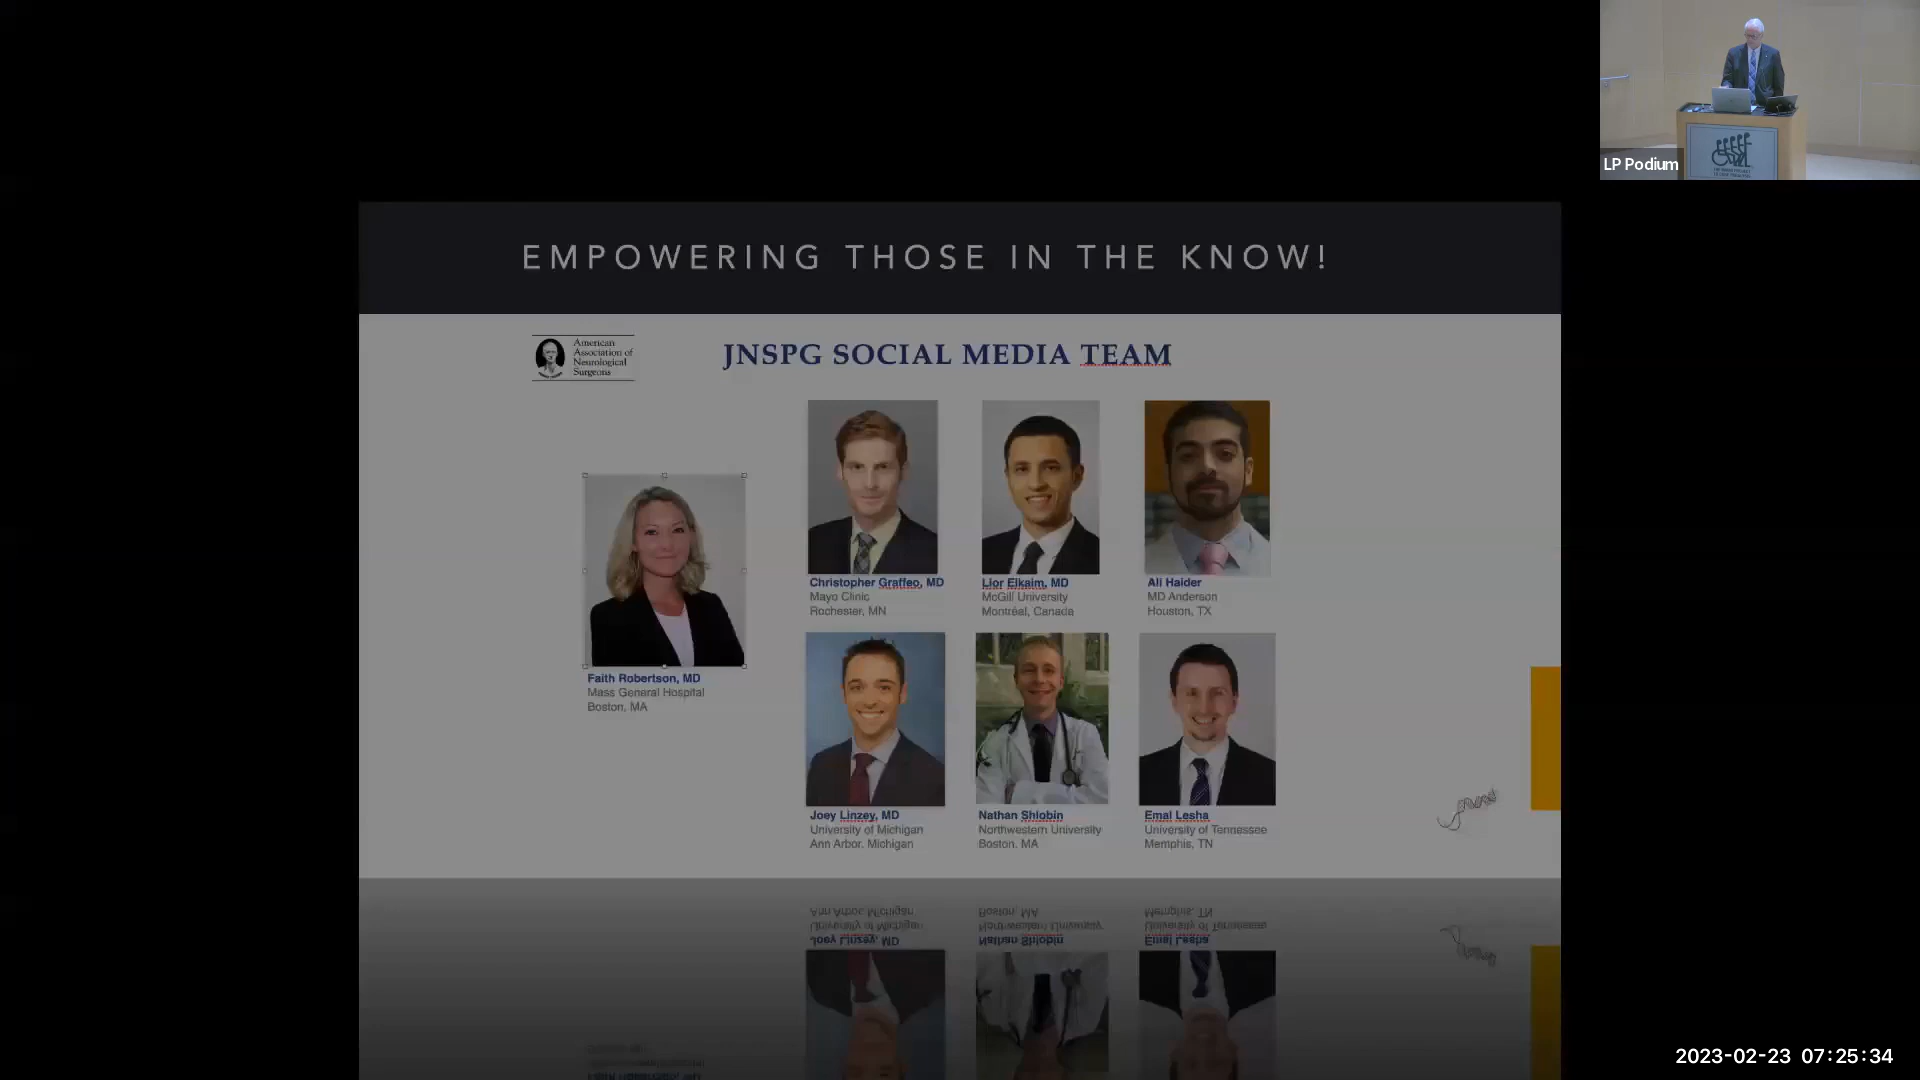 LP Podium
EMPOWERING THOSE IN THE KNOW!
American
Association of
Neurological
Surgeons
JNSPG SOCIAL MEDIA TEAM
Christopher Graffeo, MD
Mayo Clinic
Rochester, MN
Lior Elkaim, MD
McGill University
Montréal, Canada
Ali Haider
MD Anderson
Houston, TX
Faith Robertson, MD
Mass General Hospital
Boston, MA
Joey Linzey, MD
University of Michigan
Ann Arbor, Michigan
Nathan Shlobin
Northwestern University
Boston, MA
Emal Lesha
University of Tennessee
Memphis, TN
2023-02-23 07:25:34